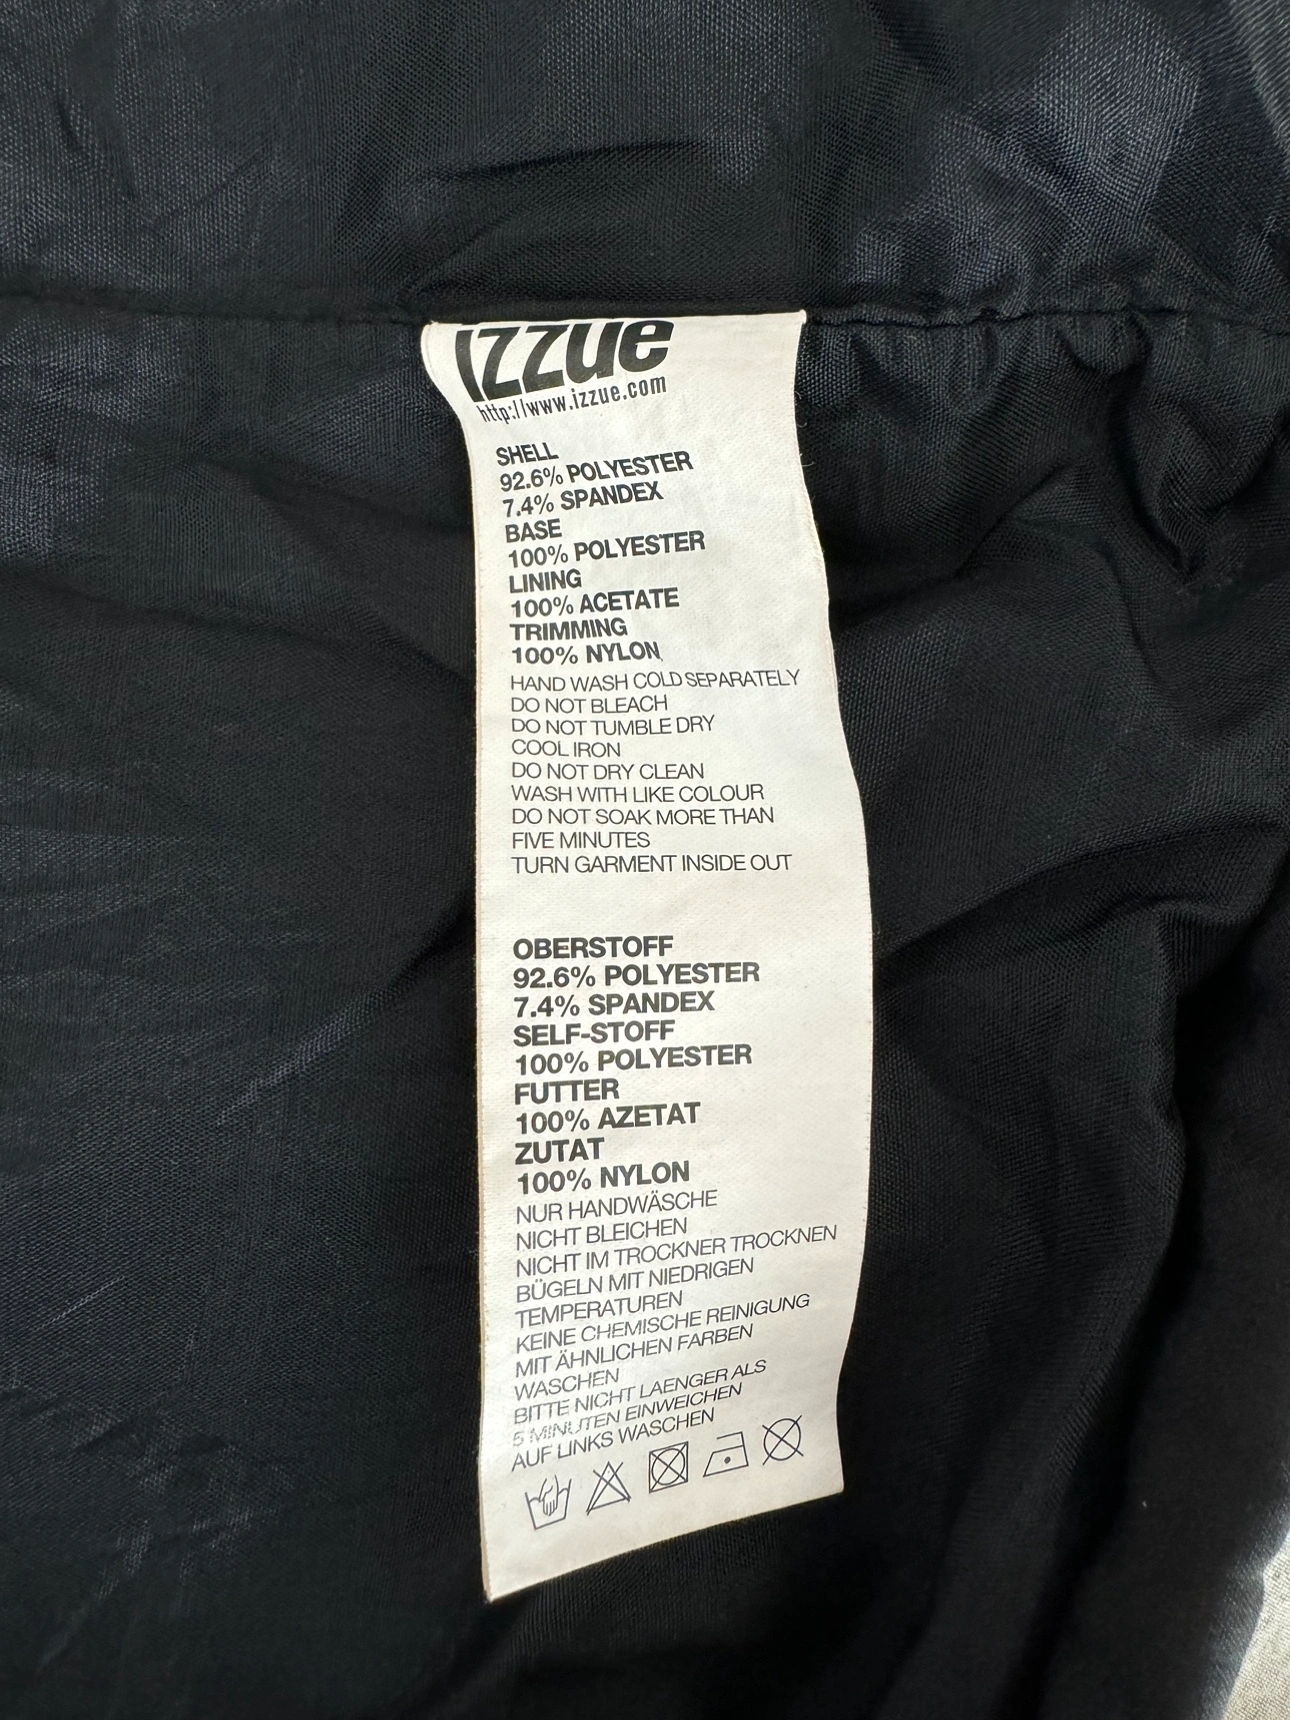 izzue
http://www.izzue.com
SHELL
92.6% POLYESTER
7.4% SPANDEX
BASE
100% POLYESTER
LINING
100% ACETATE
TRIMMING
100% NYLON
HAND WASH COLD SEPARATELY
DO NOT BLEACH
DO NOT TUMBLE DRY
COOL IRON
DO NOT DRY CLEAN
WASH WITH LIKE COLOUR
DO NOT SOAK MORE THAN
FIVE MINUTES
TURN GARMENT INSIDE OUT
OBERSTOFF
92.6% POLYESTER
7.4% SPANDEX
SELF-STOFF
100% POLYESTER
FUTTER
100% AZETAT
ZUTAT
100% NYLON
NUR HANDWÄSCHE
NICHT BLEICHEN
NICHT IM TROCKNER TROCKNEN
BÜGELN MIT NIEDRIGEN
TEMPERATUREN
KEINE CHEMISCHE REINIGUNG
MIT ÄHNLICHEN FARBEN
WASCHEN
BITTE NICHT LAENGER ALS
5 MINUTEN EINWEICHEN
AUF LINKS WASCHEN